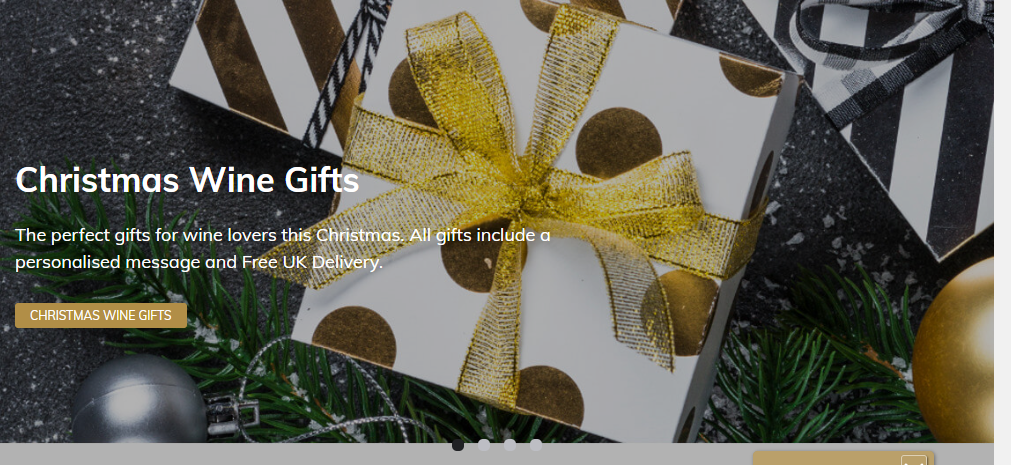 Christmas Wine Gifts
The perfect gifts for wine lovers this Christmas. All gifts include a
personalised message and Free UK Delivery.
CHRISTMAS WINE GIFTS